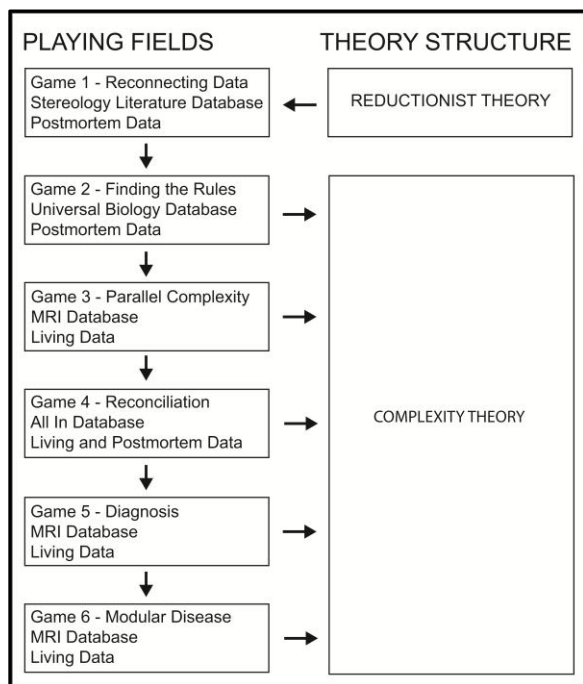 PLAYING FIELDS
THEORY STRUCTURE
Game 1 - Reconnecting Data
Stereology Literature Database
Postmortem Data
REDUCTIONIST THEORY
Game 2 - Finding the Rules
Universal Biology Database
Postmortem Data
Game 3 - Parallel Complexity
MRI Database
Living Data
Game 4 - Reconciliation
All In Database
Living and Postmortem Data
COMPLEXITY THEORY
Game 5 - Diagnosis
MRI Database
Living Data
Game 6 - Modular Disease
MRI Database
Living Data